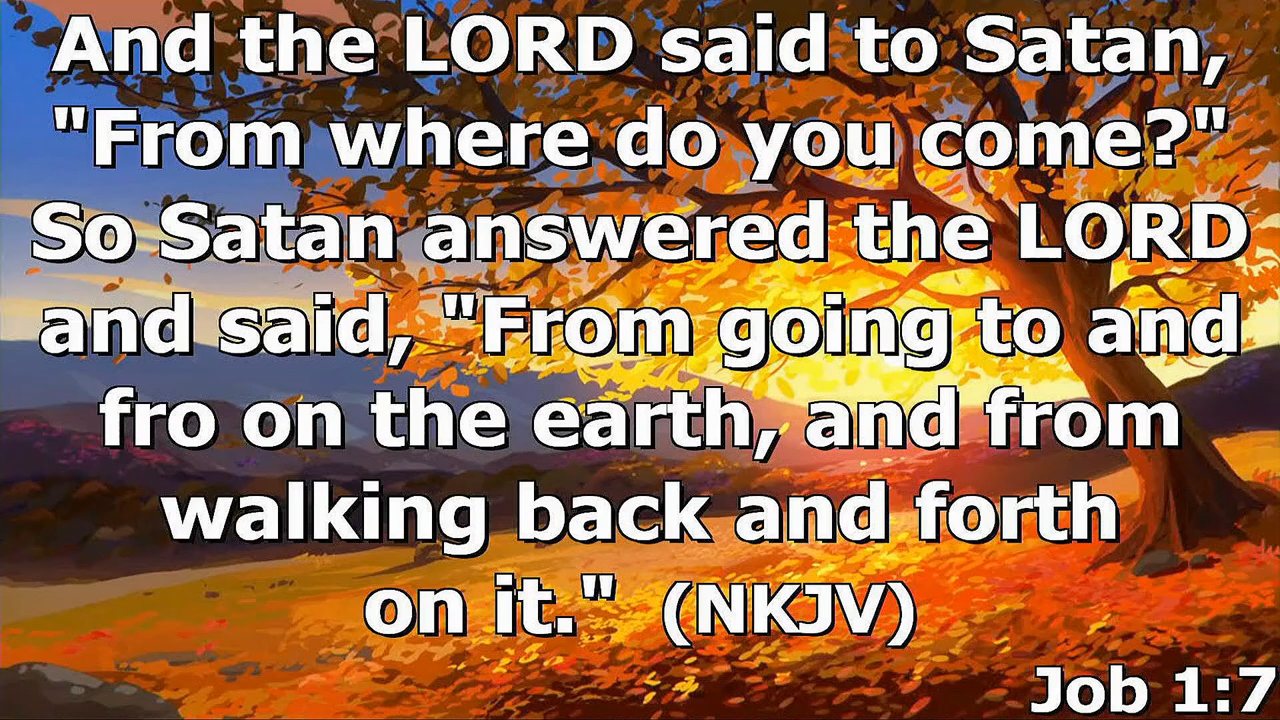 And the LORD said to Satan,
"From where do you come?"
So Satan answered the LORD
and said, "From going to and
fro on the earth, and from
walking back and forth
on it." (NKJV)
Job 1:7